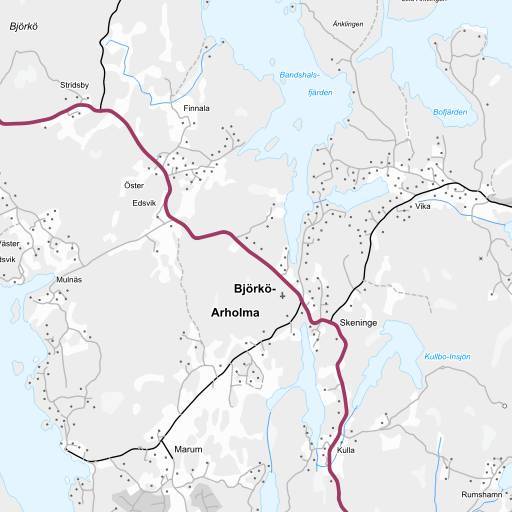 Björkö
Änklingen
Stridsby
Bandshals-
fjärden
Finnala
Bofjärden
Öster
Edsvik
Vika
Väster
dsvik
Mulnäs
Björkö-
Arholma
Skeninge
Kullbo-Insjön
Marum
Kulla
Rumshamn